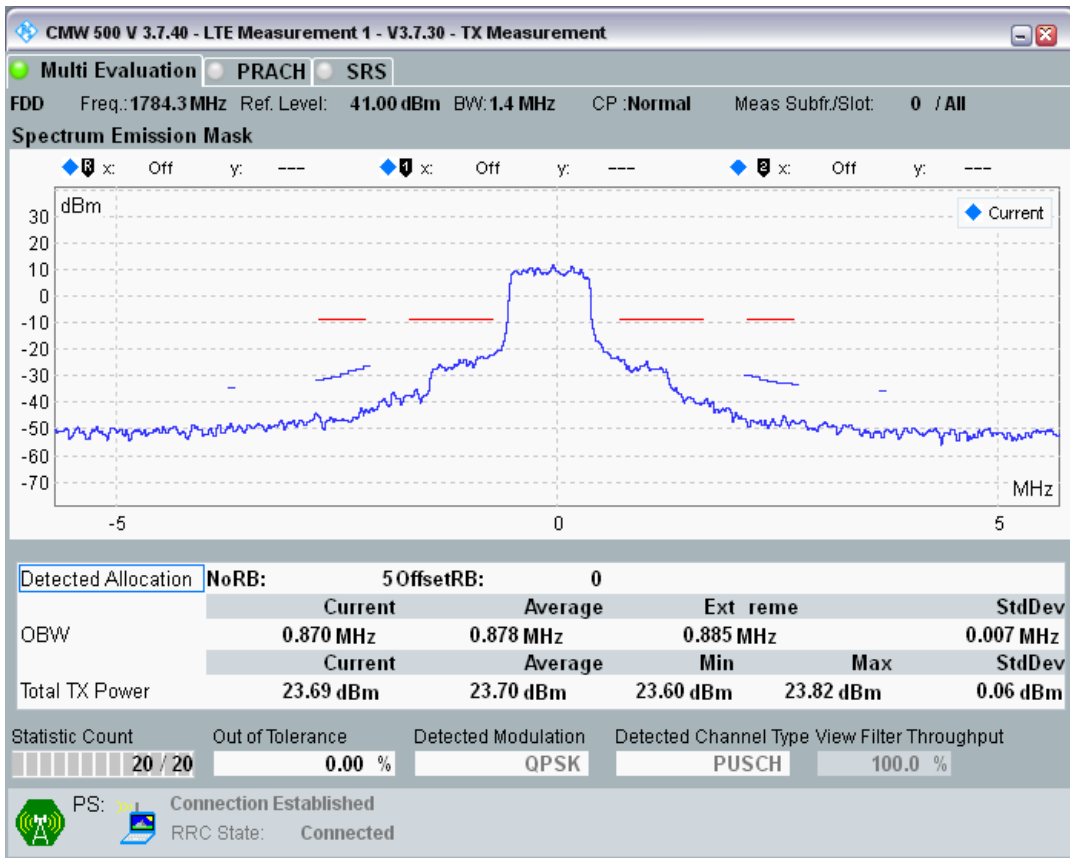 CMW 500 V 3.7.40 - LTE Measurement 1 - V3.7.30 - TX Measurement
Multi Evaluation PRACH SRS
FDD Freq.: 1784.3 MHz Ref. Level: 41.00 dBm BW: 1.4 MHz CP : Normal Meas Subfr./Slot: 0 / All
Spectrum Emission Mask
R x: Off y: --- 1 x: Off y: --- 2 x: Off y: ---
dBm
Current
30
20
10
0
-10
-20
-30
-40
-50
-60
-70
MHz
-5 0 5
Detected Allocation NoRB: 5 OffsetRB: 0
Current Average Ext reme StdDev
OBW 0.870 MHz 0.878 MHz 0.885 MHz 0.007 MHz
Current Average Min Max StdDev
Total TX Power 23.69 dBm 23.70 dBm 23.60 dBm 23.82 dBm 0.06 dBm
Statistic Count Out of Tolerance Detected Modulation Detected Channel Type View Filter Throughput
20 / 20 0.00 % QPSK PUSCH 100.0 %
PS: Connection Established
RRC State: Connected